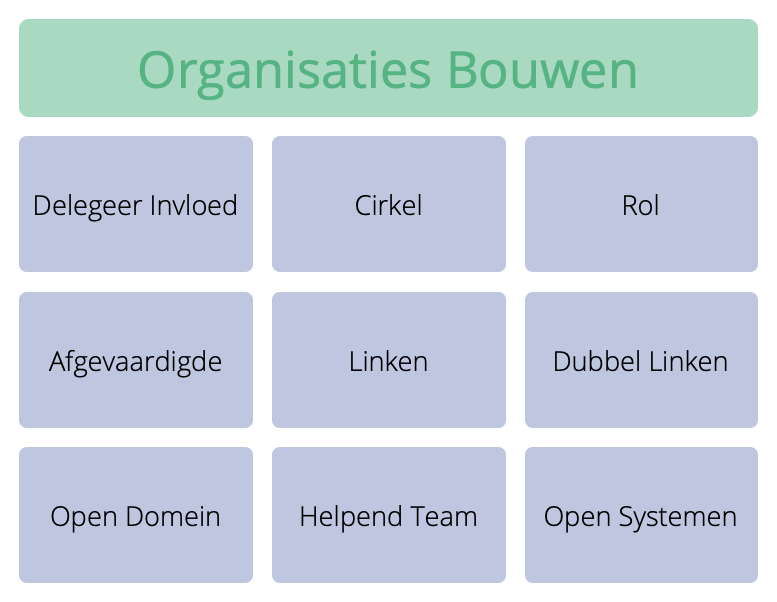 Organisaties Bouwen
Delegeer Invloed
Cirkel
Rol
Afgevaardigde
Linken
Dubbel Linken
Open Domein
Helpend Team
Open Systemen